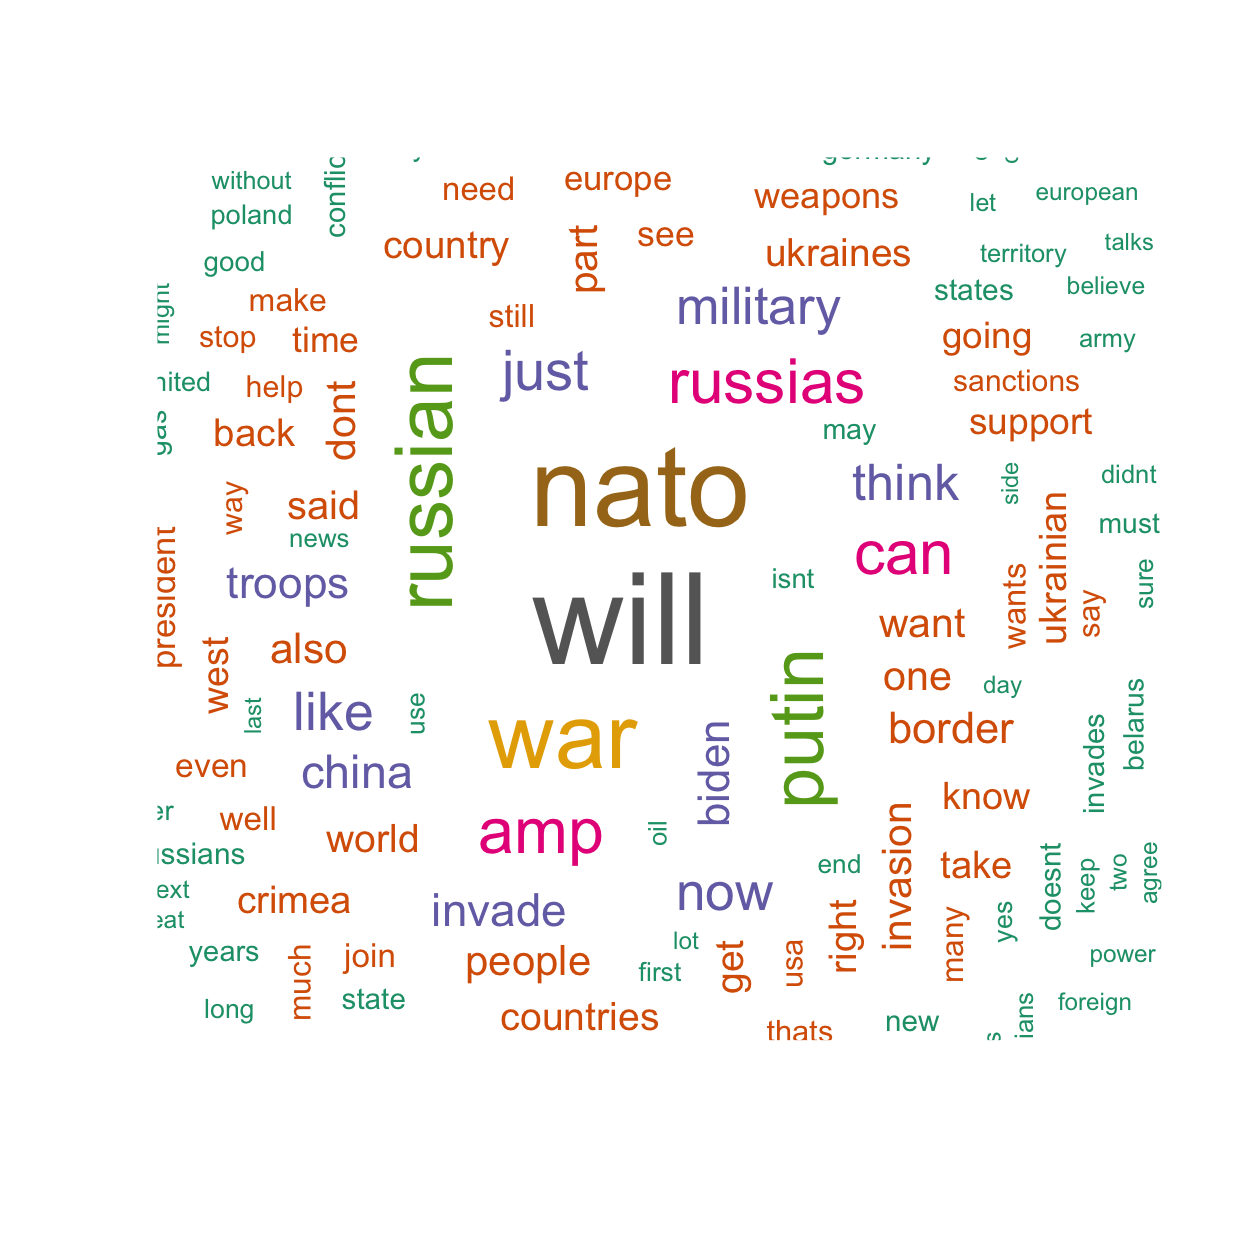 without
conflic
need
europe
weapons
let
european
poland
country
part
see
ukraines
territory
talks
good
might
make
still
military
states
believe
stop
time
going
army
nited
help
dont
russian
just
russias
sanctions
gas
back
may
support
nato
think
side
didnt
way
said
news
can
ukrainian
must
president
troops
will
isnt
wants
say
sure
west
also
want
putin
one
day
last
like
use
war
biden
border
invades
belarus
even
china
know
er
well
world
amp
oil
invasion
ssians
end
take
doesnt
keep
two
agree
ext
crimea
invade
now
right
many
yes
eat
years
much
join
people
lot
first
get
usa
power
long
state
countries
thats
new
ians
foreign